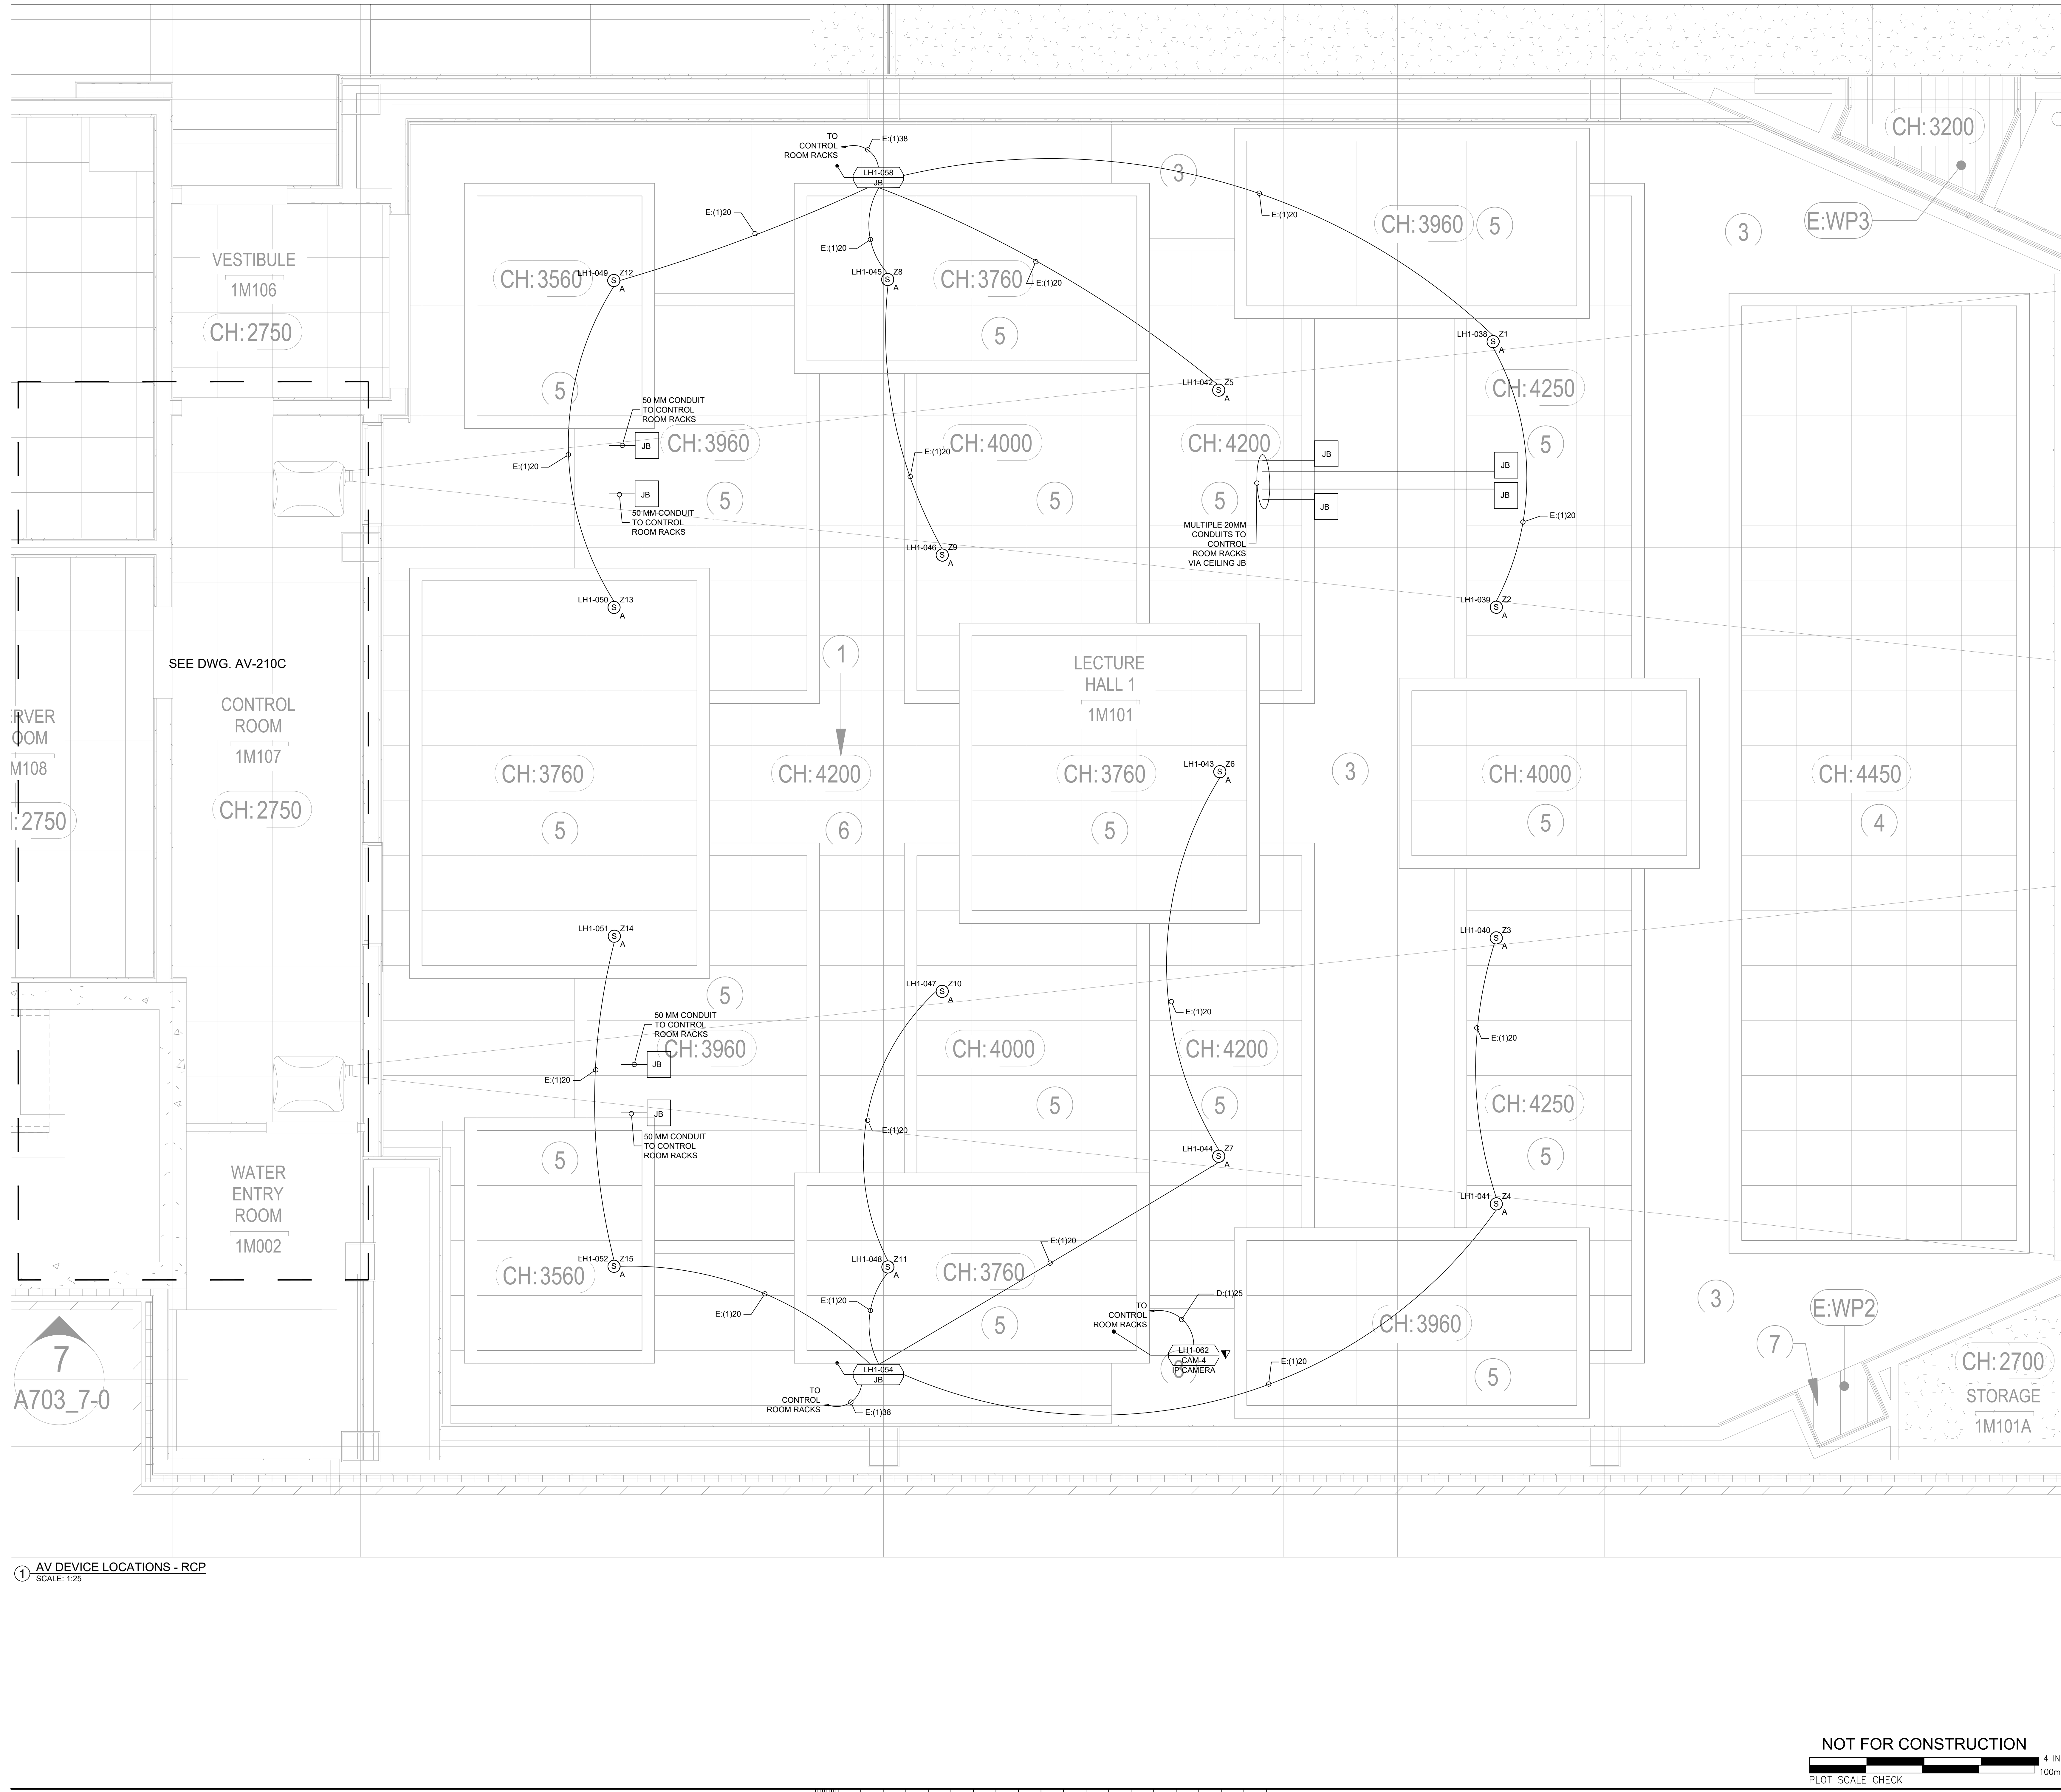 TO
CONTROL
ROOM RACKS
E:(1)38
LH1-058
JB
3
CH:3200
E:WP3
3
E:(1)20
E:(1)20
CH:3960
5
E:(1)20
VESTIBULE
1M106
CH:2750
LH1-049
Z12
S
A
CH:3560
LH1-045
Z8
S
A
CH:3760
E:(1)20
5
LH1-038
Z1
S
A
5
LH1-042
Z5
S
A
CH:4250
50 MM CONDUIT
TO CONTROL
ROOM RACKS
JB
CH:3960
CH:4000
CH:4200
JB
5
E:(1)20
E:(1)20
JB
JB
5
5
5
JB
JB
50 MM CONDUIT
TO CONTROL
ROOM RACKS
MULTIPLE 20MM
CONDUITS TO
CONTROL
ROOM RACKS
VIA CEILING JB
E:(1)20
LH1-046
Z9
S
A
LH1-050
Z13
S
A
LH1-039
Z2
S
A
SEE DWG. AV-210C
1
LECTURE
HALL 1
1M101
CONTROL
ROOM
1M107
CH:2750
RVER
OOM
M108
:2750
CH:3760
5
CH:4200
6
CH:3760
5
LH1-043
Z6
S
A
3
CH:4000
5
CH:4450
4
LH1-051
Z14
S
A
LH1-040
Z3
S
A
5
LH1-047
Z10
S
A
50 MM CONDUIT
TO CONTROL
ROOM RACKS
E:(1)20
E:(1)20
CH:3960
JB
CH:4000
CH:4200
E:(1)20
CH:4250
JB
5
5
E:(1)20
50 MM CONDUIT
TO CONTROL
ROOM RACKS
5
LH1-044
Z7
S
A
5
WATER
ENTRY
ROOM
1M002
LH1-041
Z4
S
A
E:(1)20
LH1-052
Z15
S
A
CH:3560
LH1-048
Z11
S
A
CH:3760
E:(1)20
E:(1)20
5
D:(1)25
TO
CONTROL
ROOM RACKS
CH:3960
3
E:WP2
7
LH1-062
CAM-4
IP CAMERA
E:(1)20
5
CH:2700
STORAGE
1M101A
7
A703_7-0
LH1-054
JB
TO
CONTROL
ROOM RACKS
E:(1)38
1
AV DEVICE LOCATIONS - RCP
SCALE: 1:25
NOT FOR CONSTRUCTION
4 IN
100m
PLOT SCALE CHECK